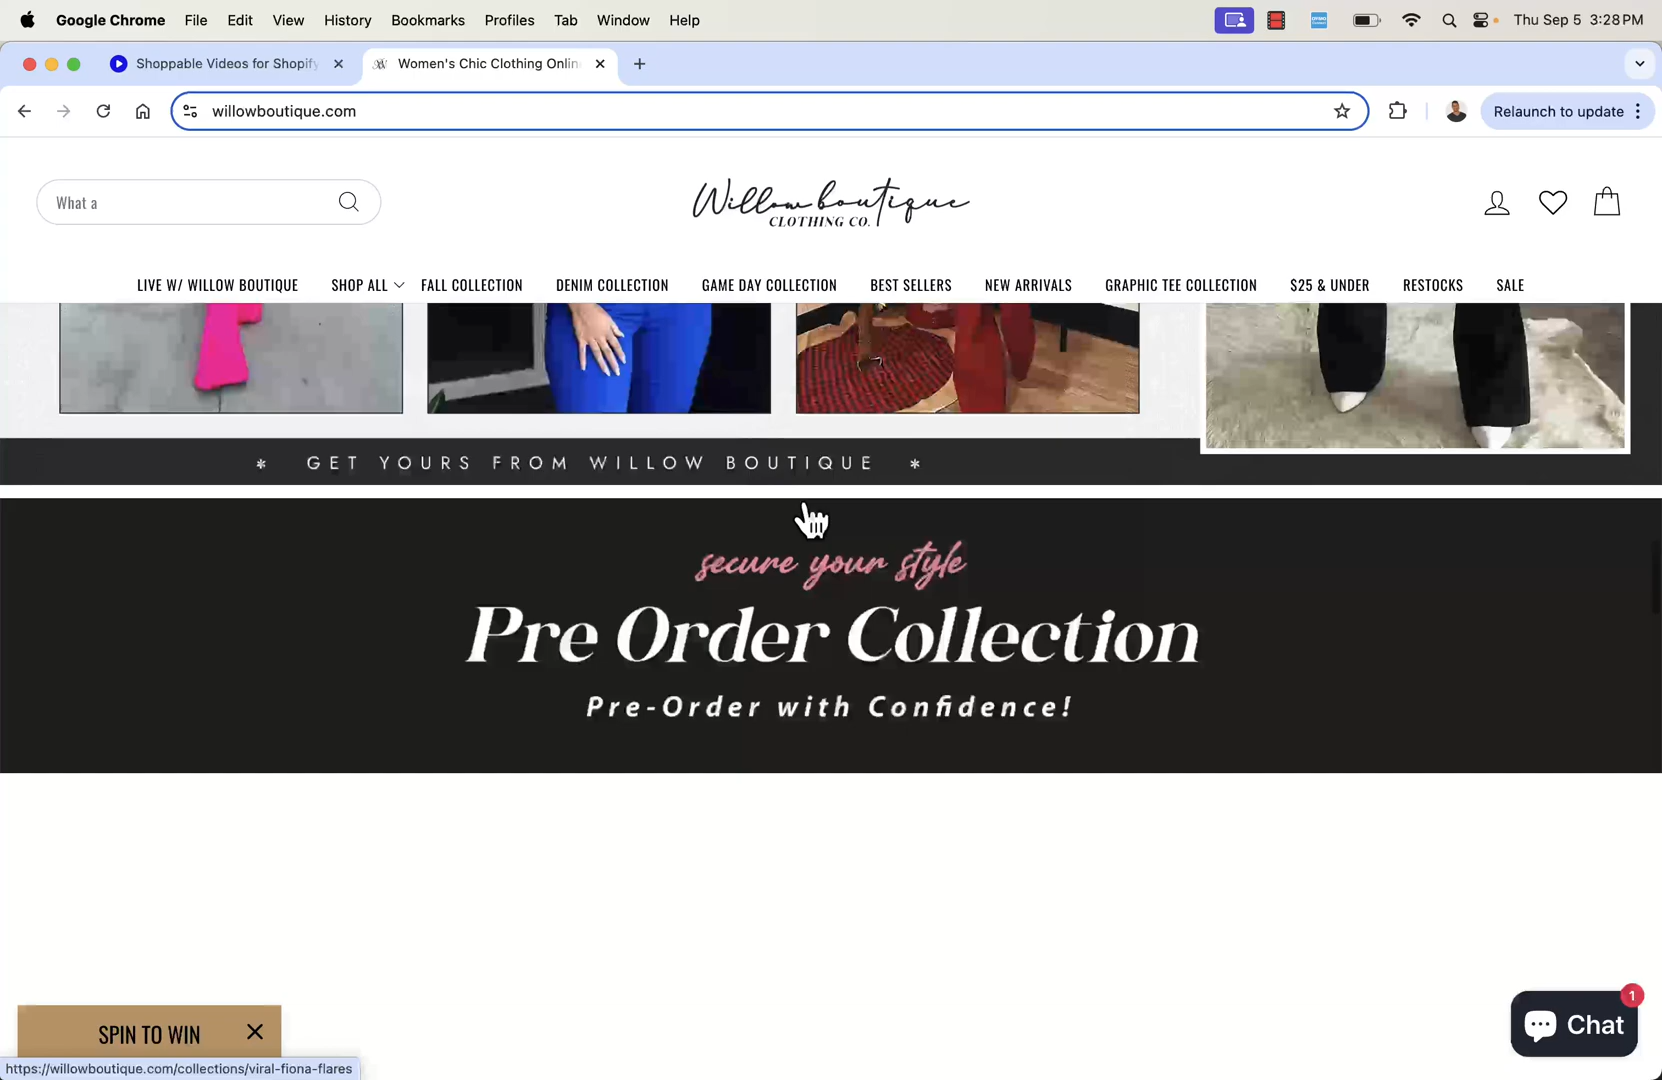 Google Chrome File Edit View History Bookmarks Profiles Tab Window Help Thu Sep 5 3:28 PM
Shoppable Videos for Shopify Women's Chic Clothing Onlin
willowboutique.com Relaunch to update
What a
Willow boutique
CLOTHING CO.
LIVE W/ WILLOW BOUTIQUE SHOP ALL FALL COLLECTION DENIM COLLECTION GAME DAY COLLECTION BEST SELLERS NEW ARRIVALS GRAPHIC TEE COLLECTION $25 & UNDER RESTOCKS SALE
* GET YOURS FROM WILLOW BOUTIQUE *
secure your style
Pre Order Collection
Pre-Order with Confidence!
1
Chat
SPIN TO WIN
https://willowboutique.com/collections/viral-fiona-flares